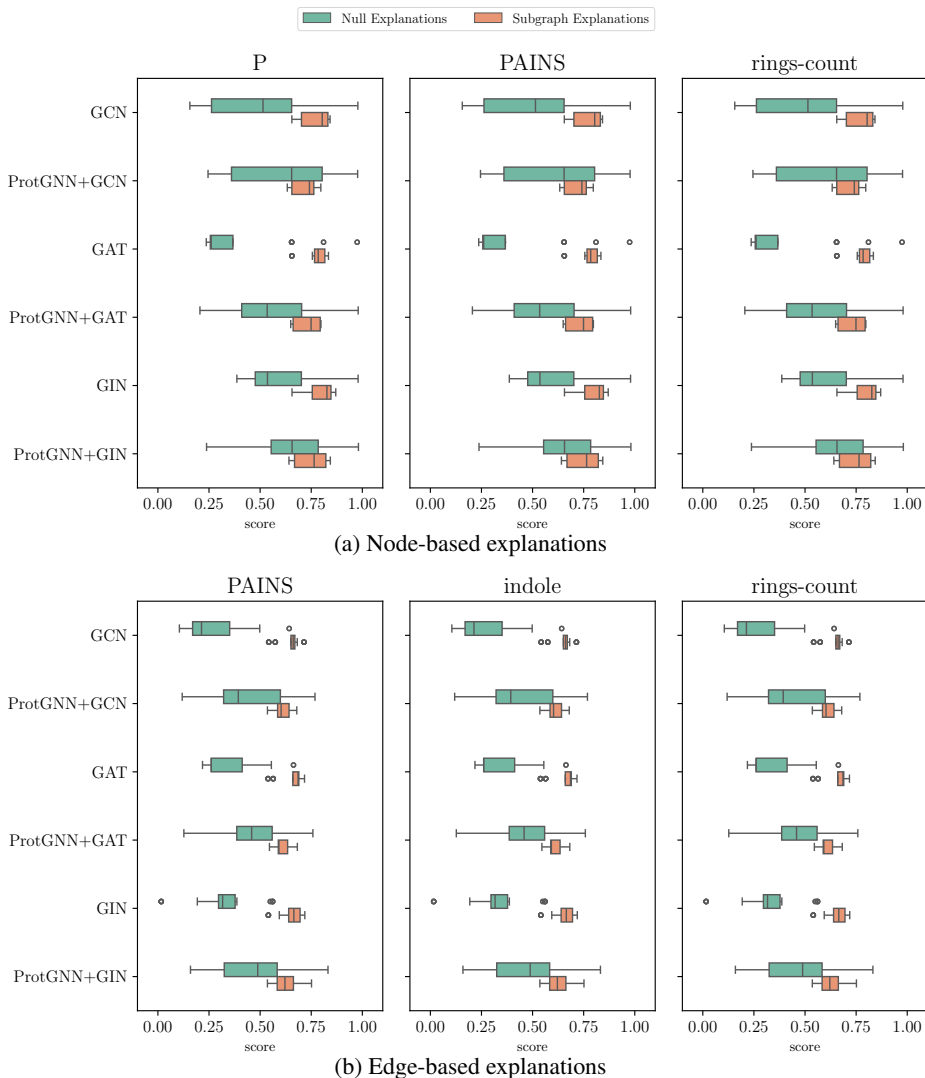 Null Explanations Subgraph Explanations
P PAINS rings-count
GCN
ProtGNN+GCN
GAT
ProtGNN+GAT
GIN
ProtGNN+GIN
0.00 0.25 0.50 0.75 1.00 0.00 0.25 0.50 0.75 1.00 0.00 0.25 0.50 0.75 1.00
score score score
(a) Node-based explanations
PAINS indole rings-count
GCN
ProtGNN+GCN
GAT
ProtGNN+GAT
GIN
ProtGNN+GIN
0.00 0.25 0.50 0.75 1.00 0.00 0.25 0.50 0.75 1.00 0.00 0.25 0.50 0.75 1.00
score score score
(b) Edge-based explanations